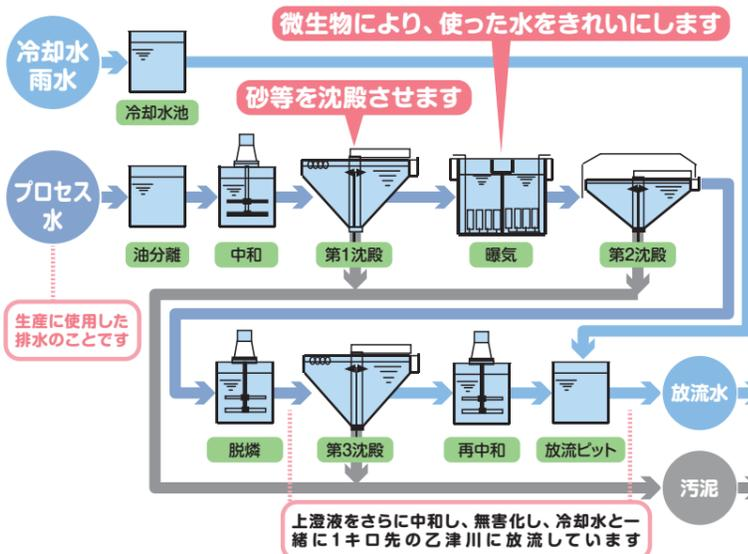 微生物により、使った水をきれいにします
冷却水
雨水
冷却水池
砂等を沈殿させます
プロセス
水
油分離
中和
第1沈殿
曝気
第2沈殿
生産に使用した
排水のことです
脱燐
第3沈殿
再中和
放流ピット
放流水
汚泥
上澄液をさらに中和し、無害化し、冷却水と一
緒に1キロ先の乙津川に放流しています